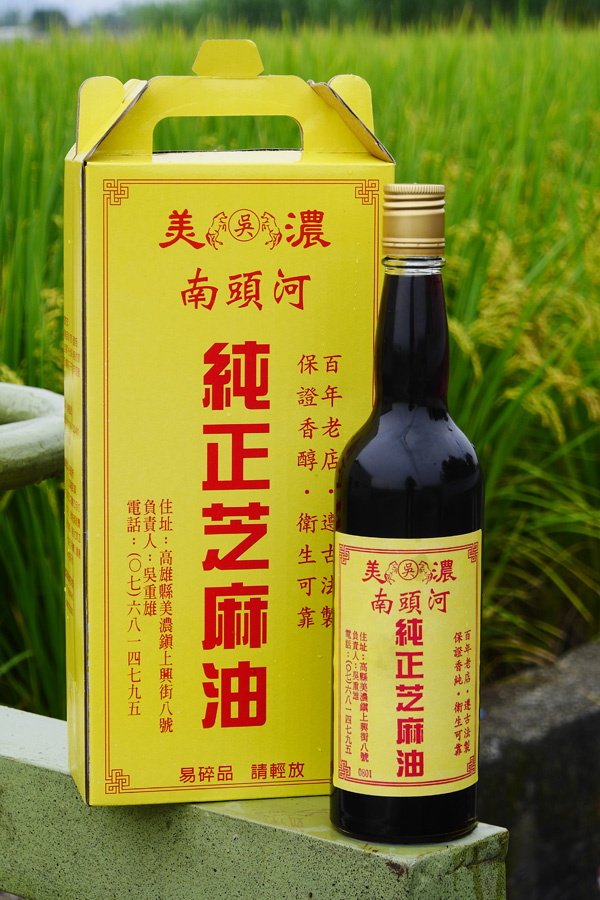 美吳濃
南頭河
純正芝麻油
百年老店・遵古法製
保證香醇・衛生可靠
住址：高雄縣美濃鎮上興街八號
負責人：吳重雄
電話：(〇七)六八一四七九五
易碎品 請輕放
美吳濃
南頭河
純正芝麻油
百年老店・遵古法製
保證香純・衛生可靠
住址：高縣美濃鎮上興街八號
負責人：吳重雄
電話：(〇七)六八一四七九五
0801